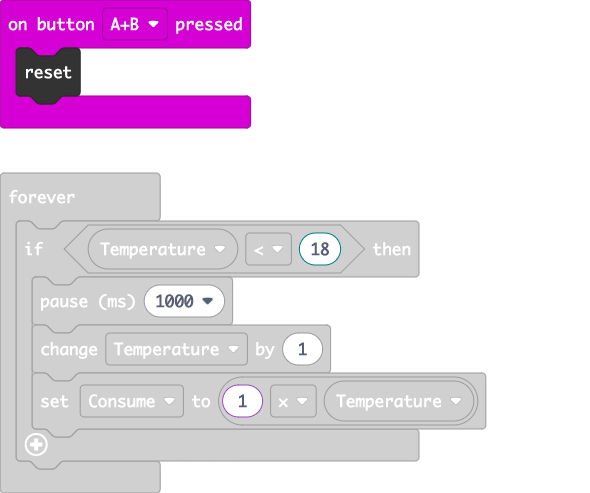 on button A+B pressed
reset
forever
if Temperature < 18 then
pause (ms) 1000
change Temperature by 1
set Consume to 1 × Temperature